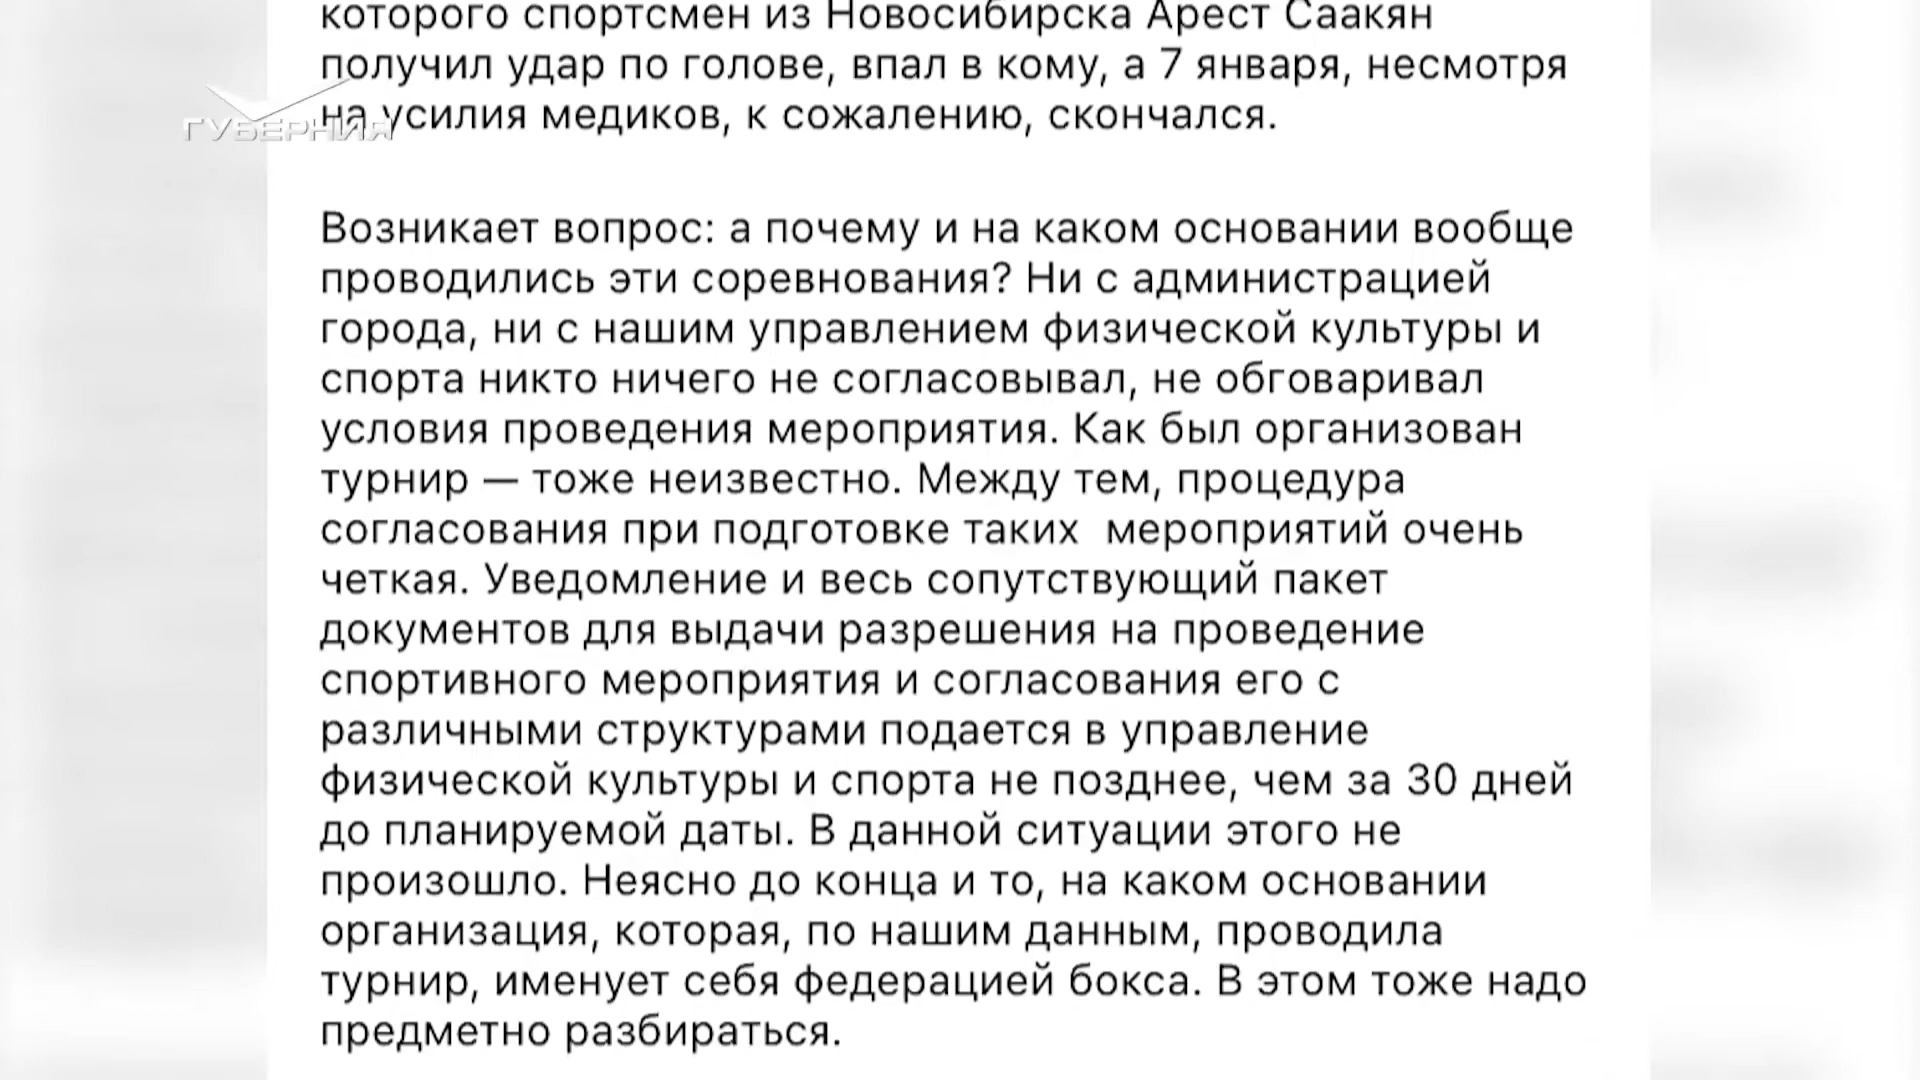 которого спортсмен из Новосибирска Арест Саакян
получил удар по голове, впал в кому, а 7 января, несмотря
на усилия медиков, к сожалению, скончался.
ГУБЕРНИЯ
Возникает вопрос: а почему и на каком основании вообще
проводились эти соревнования? Ни с администрацией
города, ни с нашим управлением физической культуры и
спорта никто ничего не согласовывал, не обговаривал
условия проведения мероприятия. Как был организован
турнир — тоже неизвестно. Между тем, процедура
согласования при подготовке таких  мероприятий очень
четкая. Уведомление и весь сопутствующий пакет
документов для выдачи разрешения на проведение
спортивного мероприятия и согласования его с
различными структурами подается в управление
физической культуры и спорта не позднее, чем за 30 дней
до планируемой даты. В данной ситуации этого не
произошло. Неясно до конца и то, на каком основании
организация, которая, по нашим данным, проводила
турнир, именует себя федерацией бокса. В этом тоже надо
предметно разбираться.